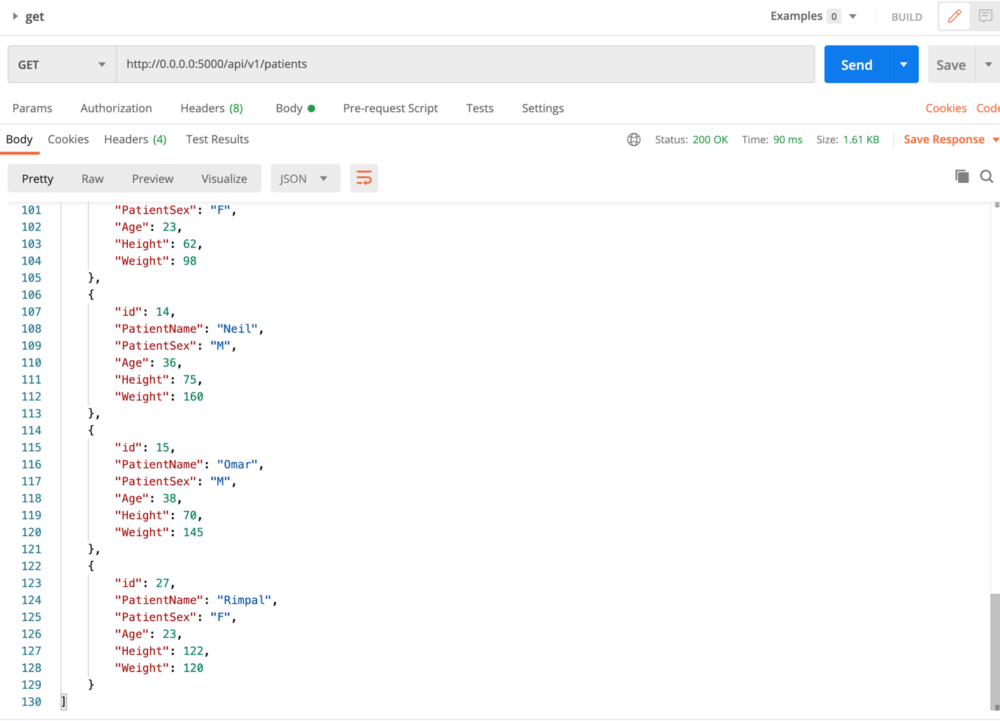 get
Examples 0
BUILD
GET
http://0.0.0.0:5000/api/v1/patients
Send
Save
Params Authorization Headers (8) Body Pre-request Script Tests Settings Cookies Code
Body Cookies Headers (4) Test Results Status: 200 OK Time: 90 ms Size: 1.61 KB Save Response
Pretty Raw Preview Visualize JSON
101 "PatientSex": "F",
102 "Age": 23,
103 "Height": 62,
104 "Weight": 98
105 },
106 {
107 "id": 14,
108 "PatientName": "Neil",
109 "PatientSex": "M",
110 "Age": 36,
111 "Height": 75,
112 "Weight": 160
113 },
114 {
115 "id": 15,
116 "PatientName": "Omar",
117 "PatientSex": "M",
118 "Age": 38,
119 "Height": 70,
120 "Weight": 145
121 },
122 {
123 "id": 27,
124 "PatientName": "Rimpal",
125 "PatientSex": "F",
126 "Age": 23,
127 "Height": 122,
128 "Weight": 120
129 }
130 ]